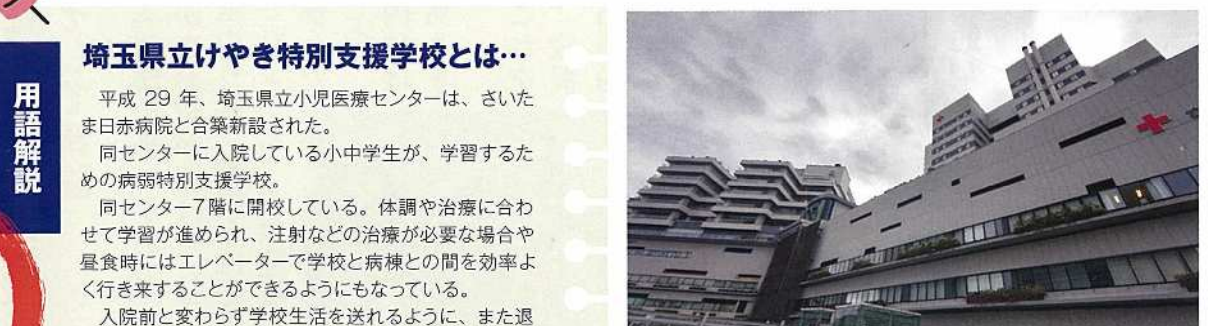 用語解説
埼玉県立けやき特別支援学校とは…
平成 29 年、埼玉県立小児医療センターは、さいた
ま日赤病院と合築新設された。
同センターに入院している小中学生が、学習するた
めの病弱特別支援学校。
同センター7階に開校している。体調や治療に合わ
せて学習が進められ、注射などの治療が必要な場合や
昼食時にはエレベーターで学校と病棟との間を効率よ
く行き来することができるようにもなっている。
入院前と変わらず学校生活を送れるように、また退